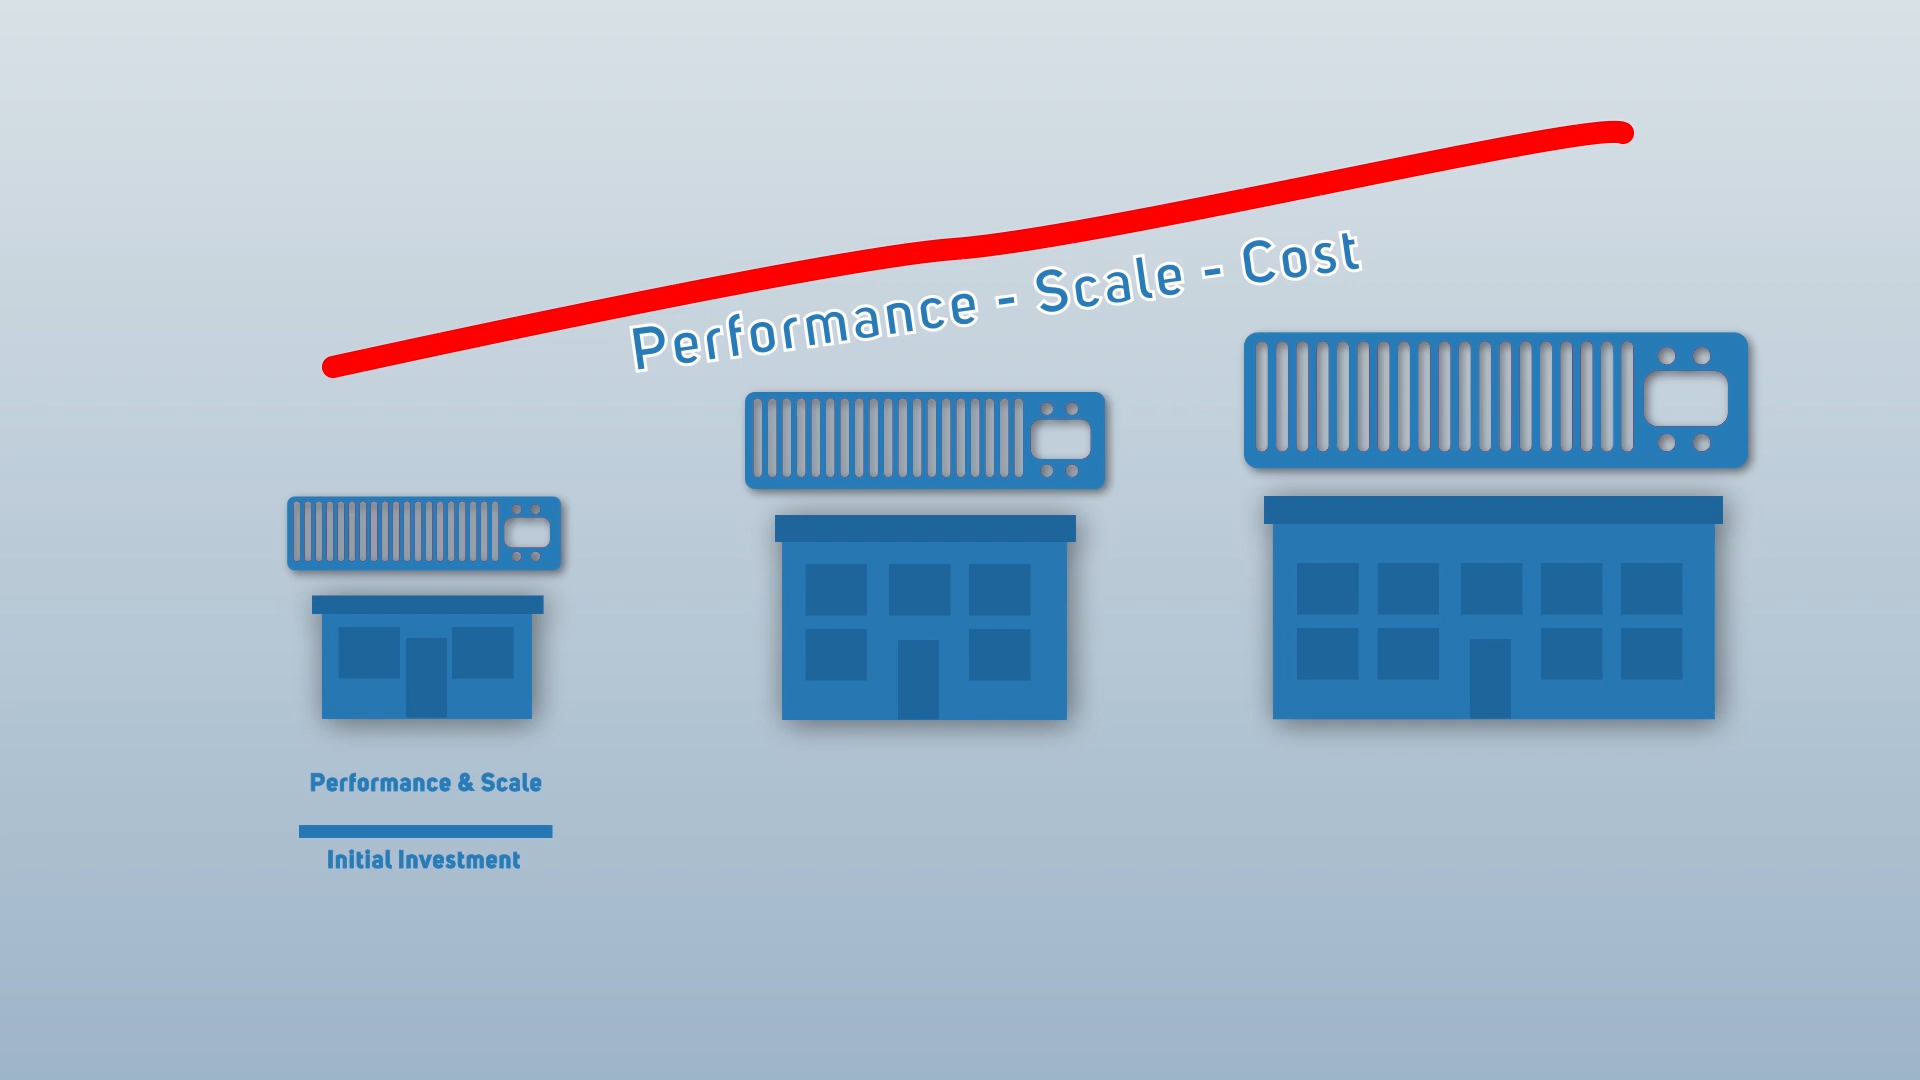 Performance - Scale - Cost
Performance & Scale
Initial Investment